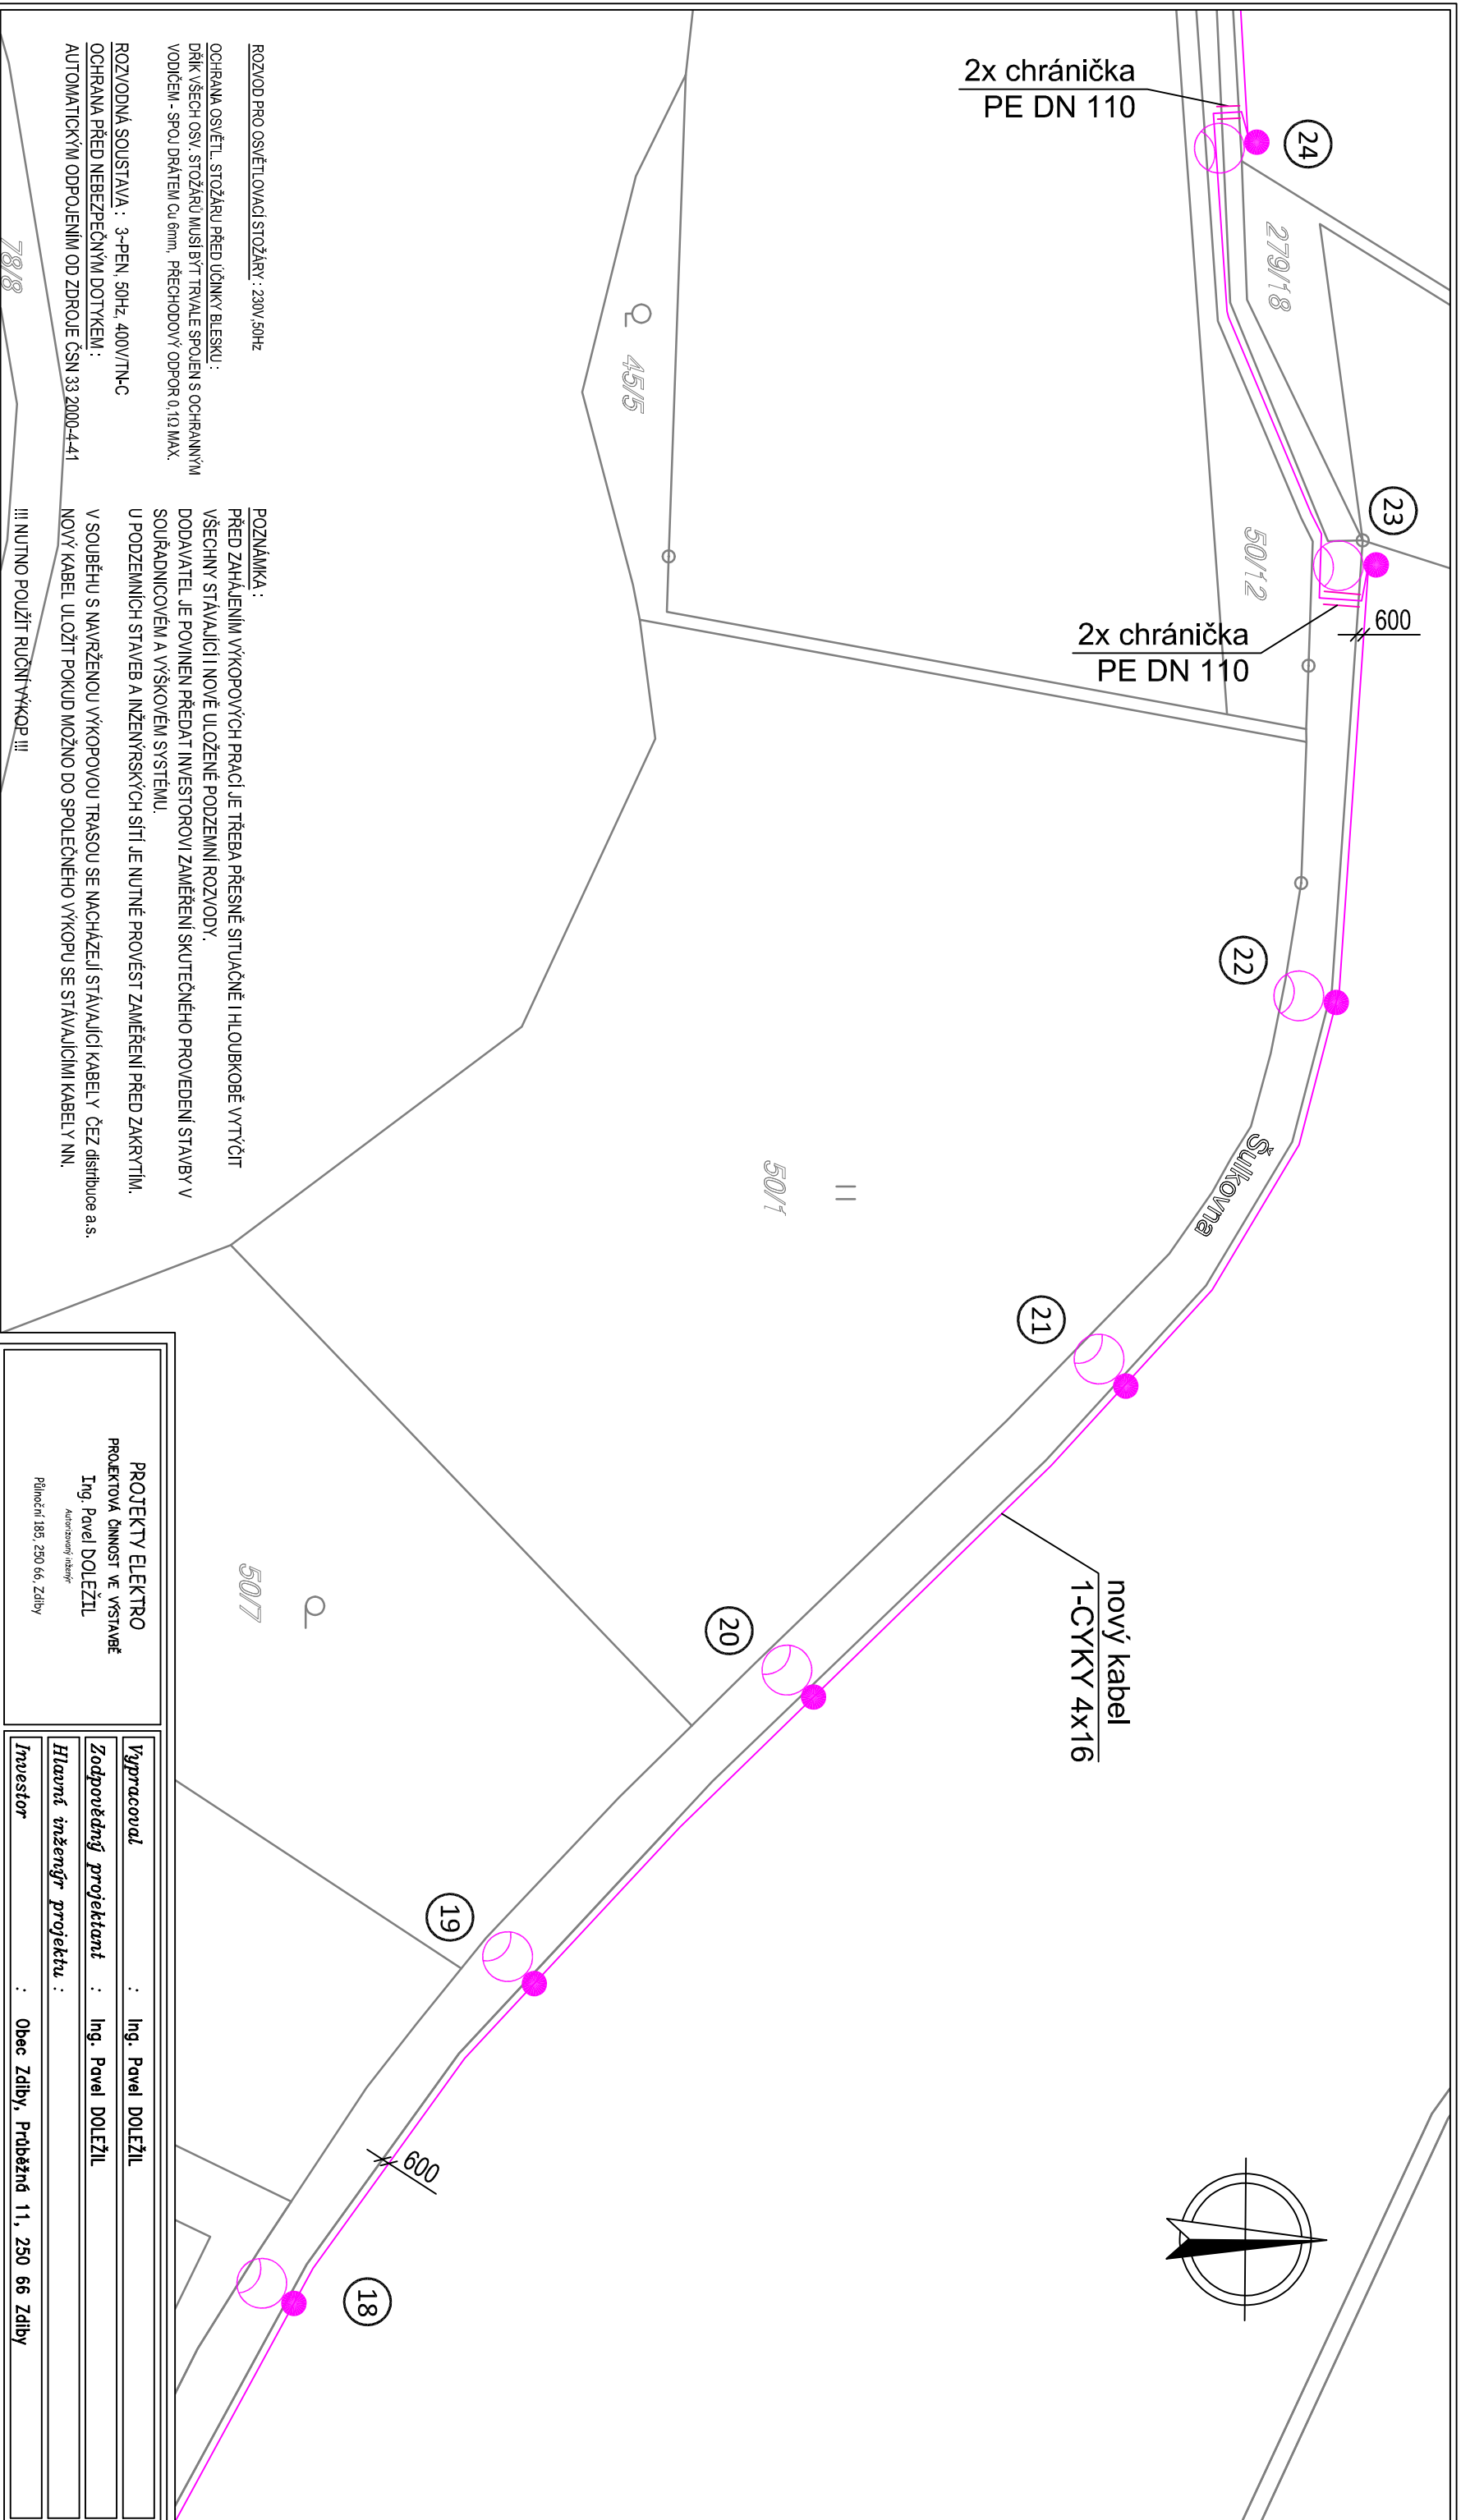 2x chránička
PE DN 110
24
279/18
23
50/12
2x chránička
PE DN 110
600
22
Šulkovna
21
nový kabel
1-CYKY 4x16
20
19
600
18
45/5
50/1
50/7
78/8
ROZVOD PRO OSVĚTLOVACÍ STOŽÁRY : 230V,50Hz
OCHRANA OSVĚTL. STOŽÁRU PŘED ÚČINKY BLESKU :
DŘÍK VŠECH OSV. STOŽÁRŮ MUSÍ BÝT TRVALE SPOJEN S OCHRANNÝM
VODIČEM - SPOJ DRÁTEM Cu 6mm, PŘECHODOVÝ ODPOR 0,1Ω MAX.
ROZVODNÁ SOUSTAVA : 3~PEN, 50Hz, 400V/TN-C
OCHRANA PŘED NEBEZPEČNÝM DOTYKEM :
AUTOMATICKÝM ODPOJENÍM OD ZDROJE ČSN 33 2000-4-41
POZNÁMKA :
PŘED ZAHÁJENÍM VÝKOPOVÝCH PRACÍ JE TŘEBA PŘESNĚ SITUAČNĚ I HLOUBKOBĚ VYTÝČIT
VŠECHNY STÁVAJÍCÍ I NOVĚ ULOŽENÉ PODZEMNÍ ROZVODY.
DODAVATEL JE POVINEN PŘEDAT INVESTOROVI ZAMĚŘENÍ SKUTEČNÉHO PROVEDENÍ STAVBY V
SOUŘADNICOVÉM A VÝŠKOVÉM SYSTÉMU.
U PODZEMNÍCH STAVEB A INŽENÝRSKÝCH SÍTÍ JE NUTNÉ PROVÉST ZAMĚŘENÍ PŘED ZAKRYTÍM.
V SOUBĚHU S NAVRŽENOU VÝKOPOVOU TRASOU SE NACHÁZEJÍ STÁVAJÍCÍ KABELY ČEZ distribuce a.s.
NOVÝ KABEL ULOŽIT POKUD MOŽNO DO SPOLEČNÉHO VÝKOPU SE STÁVAJÍCÍMI KABELY NN.
!!! NUTNO POUŽÍT RUČNÍ VÝKOP !!!
PROJEKTY ELEKTRO
PROJEKTOVÁ ČINNOST VE VÝSTAVBĚ
Ing. Pavel DOLEŽIL
Autorizovaný inženýr
Půlnoční 185, 250 66, Zdiby
Vypracoval : Ing. Pavel DOLEŽIL
Zodpovědný projektant : Ing. Pavel DOLEŽIL
Hlavní inženýr projektu :
Investor : Obec Zdiby, Průběžná 11, 250 66 Zdiby